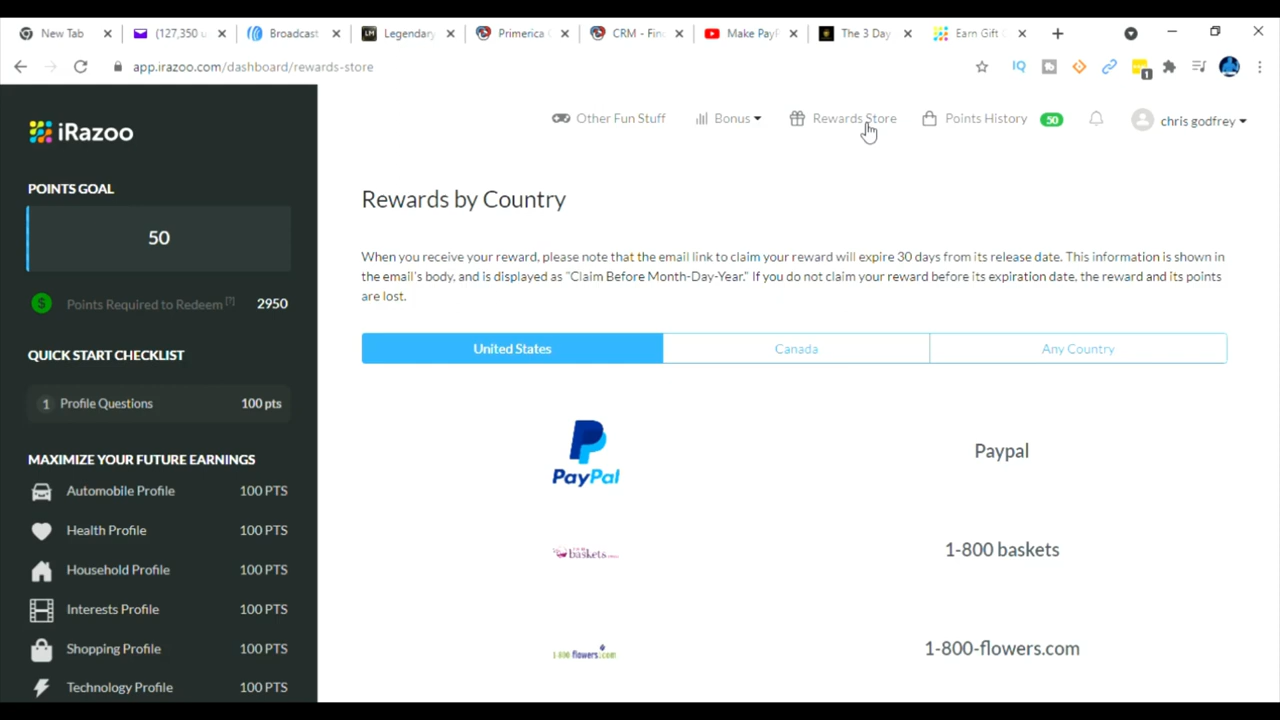 New Tab
(127,350 u
Broadcast
Legendary
Primerica C
CRM - Fin
Make PayP
The 3 Day
Earn Gift C
app.irazoo.com/dashboard/rewards-store
IQ
1
iRazoo
Other Fun Stuff
Bonus
Rewards Store
Points History
50
chris godfrey
POINTS GOAL
50
Points Required to Redeem [?]
2950
QUICK START CHECKLIST
1 Profile Questions
100 pts
MAXIMIZE YOUR FUTURE EARNINGS
Automobile Profile
100 PTS
Health Profile
100 PTS
Household Profile
100 PTS
Interests Profile
100 PTS
Shopping Profile
100 PTS
Technology Profile
100 PTS
Rewards by Country
When you receive your reward, please note that the email link to claim your reward will expire 30 days from its release date. This information is shown in
the email's body, and is displayed as "Claim Before Month-Day-Year." If you do not claim your reward before its expiration date, the reward and its points
are lost.
United States
Canada
Any Country
PayPal
Paypal
baskets
1-800 baskets
1-800 flowers.com
1-800-flowers.com